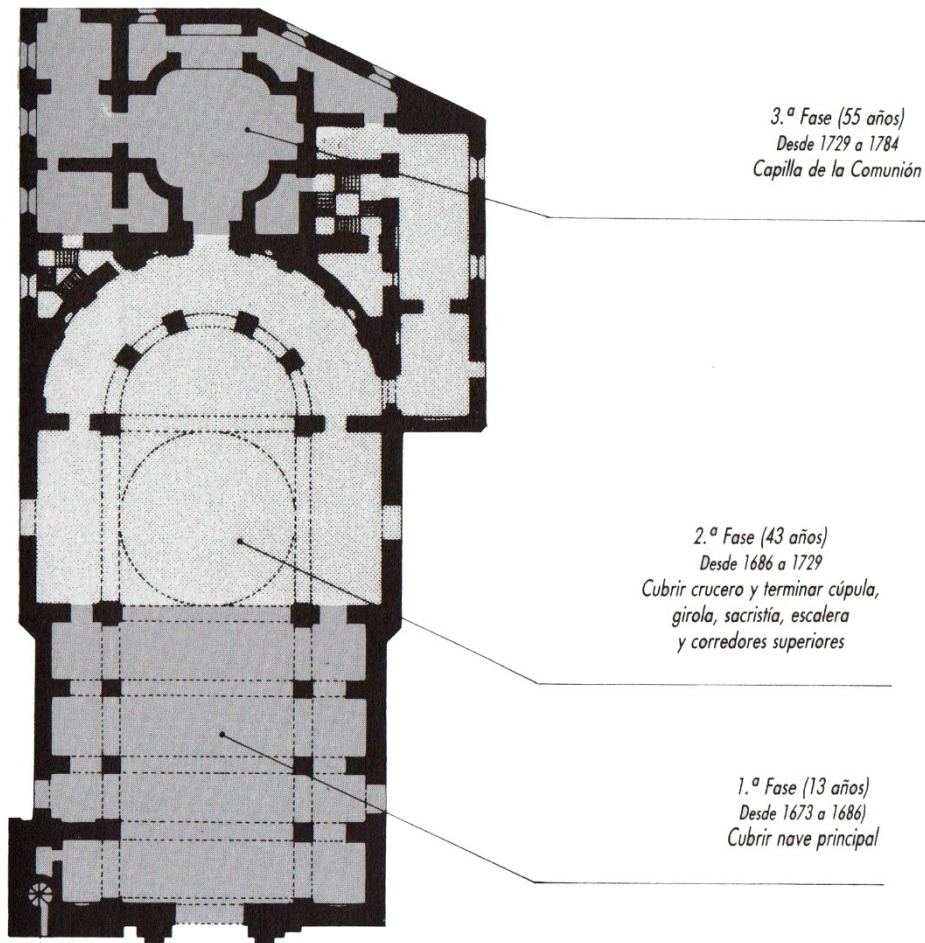 3.ª Fase (55 años)
Desde 1729 a 1784
Capilla de la Comunión
2.ª Fase (43 años)
Desde 1686 a 1729
Cubrir crucero y terminar cúpula,
girola, sacristía, escalera
y corredores superiores
1.ª Fase (13 años)
Desde 1673 a 1686)
Cubrir nave principal